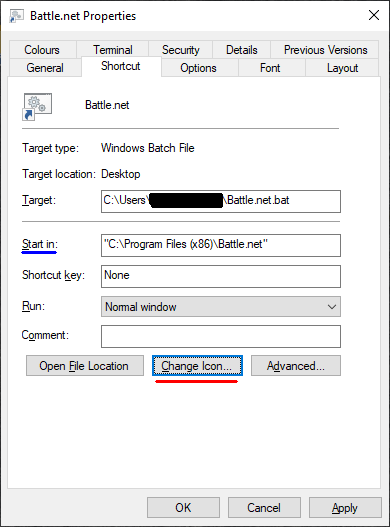 Battle.net Properties
Colours Terminal Security Details Previous Versions
General Shortcut Options Font Layout
Battle.net
Target type: Windows Batch File
Target location: Desktop
Target: C:\Users\ \Battle.net.bat
Start in: "C:\Program Files (x86)\Battle.net"
Shortcut key: None
Run: Normal window
Comment:
Open File Location Change Icon... Advanced...
OK Cancel Apply